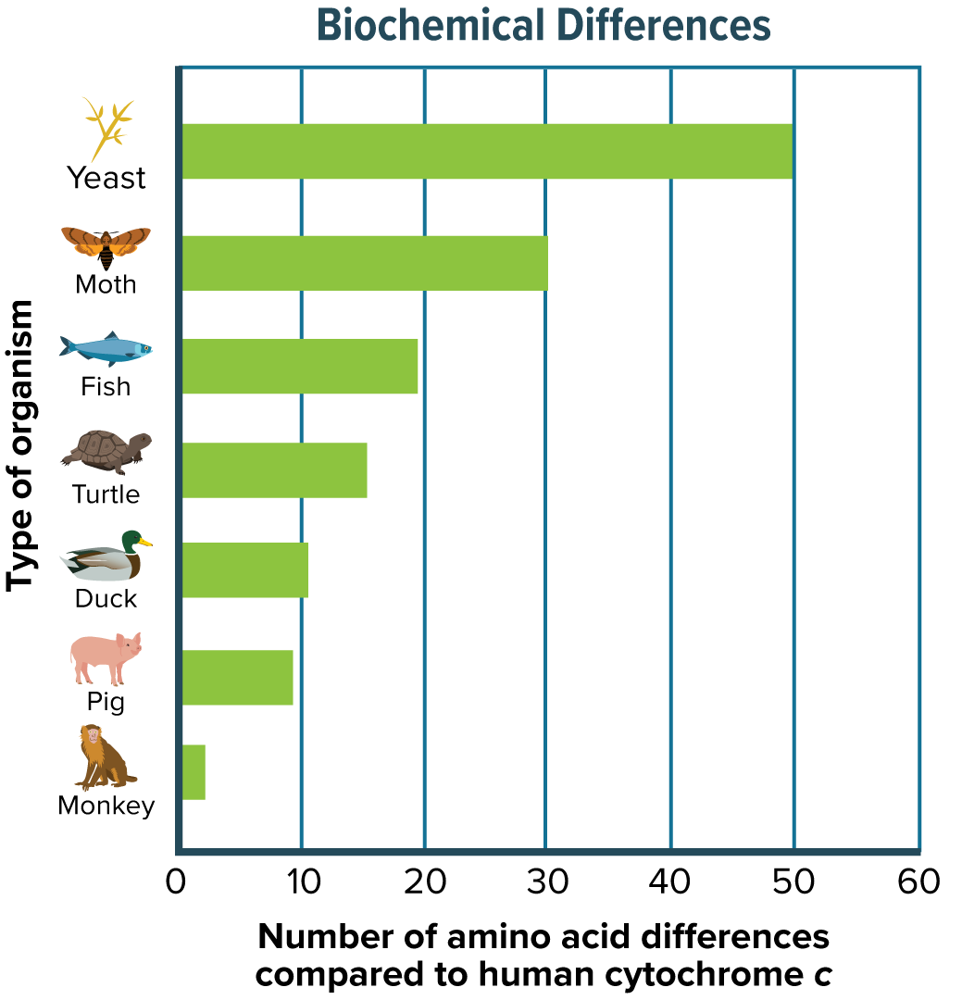 Biochemical Differences
Type of organism
Yeast
Moth
Fish
Turtle
Duck
Pig
Monkey
0 10 20 30 40 50 60
Number of amino acid differences
compared to human cytochrome c